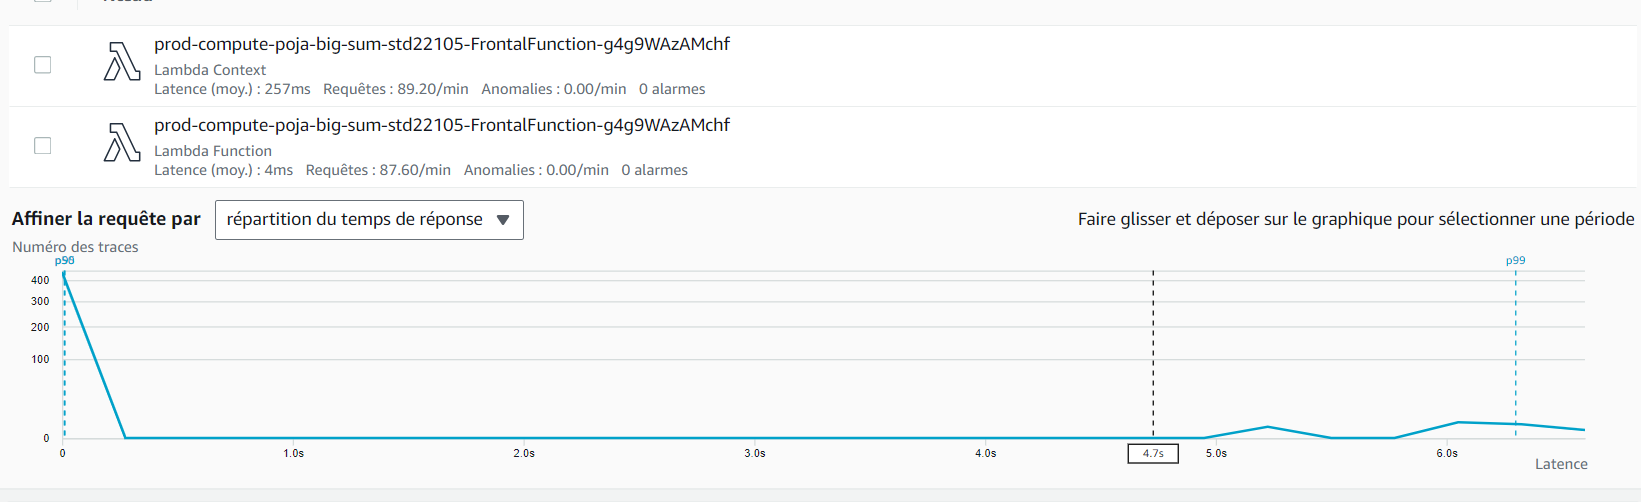 prod-compute-poja-big-sum-std22105-FrontalFunction-g4g9WAzAMchf
Lambda Context
Latence (moy.) : 257ms Requêtes : 89.20/min Anomalies : 0.00/min 0 alarmes
prod-compute-poja-big-sum-std22105-FrontalFunction-g4g9WAzAMchf
Lambda Function
Latence (moy.) : 4ms Requêtes : 87.60/min Anomalies : 0.00/min 0 alarmes
Affiner la requête par répartition du temps de réponse Faire glisser et déposer sur le graphique pour sélectionner une période
Numéro des traces
p99
400
300
200
100
0
0 1.0s 2.0s 3.0s 4.0s 4.7s 5.0s 6.0s
Latence